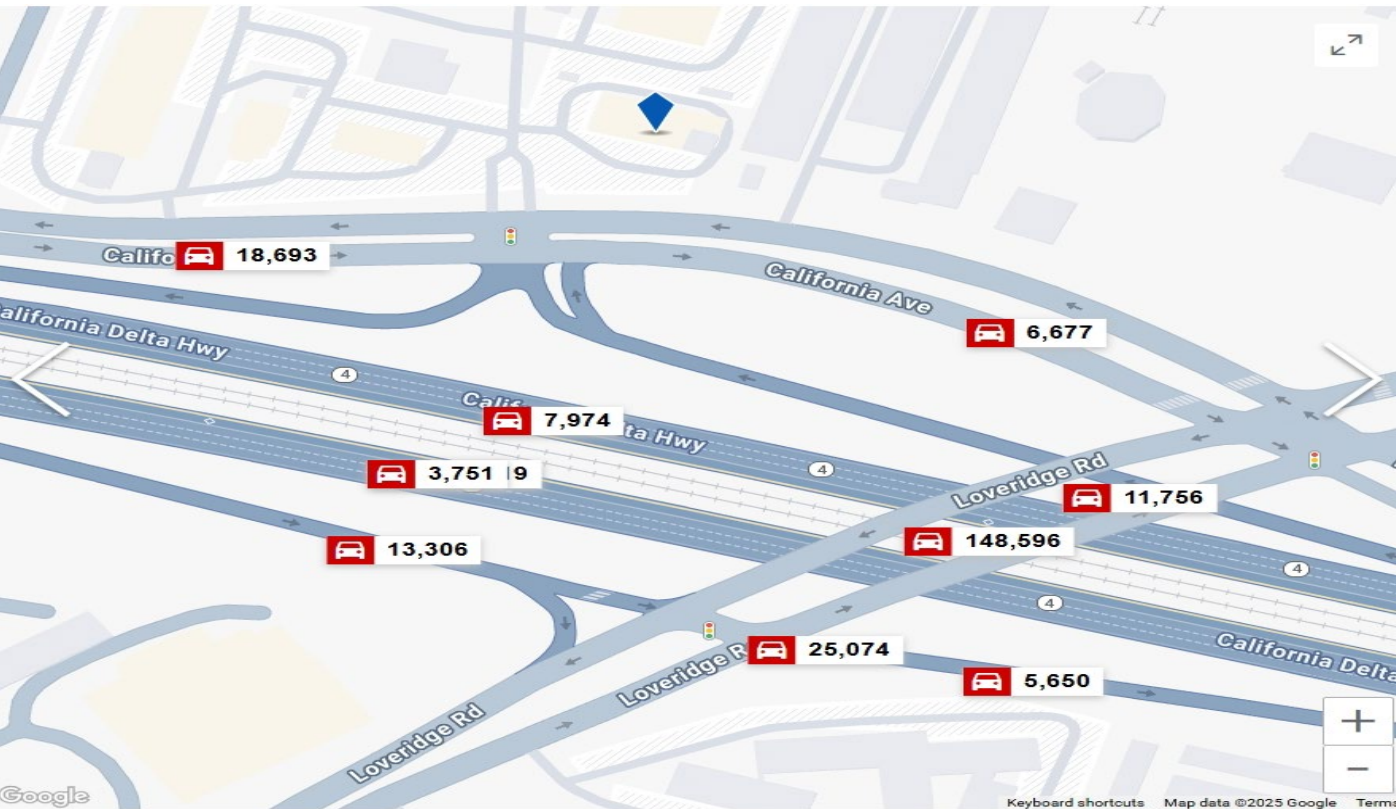 Califo
18,693
California Ave
6,677
alifornia Delta Hwy
4
Calif
7,974
ta Hwy
4
3,751
9
Loveridge Rd
11,756
13,306
148,596
4
4
Loveridge R
25,074
California Delta
5,650
Loveridge Rd
+
−
Google
Keyboard shortcuts Map data ©2025 Google Terms